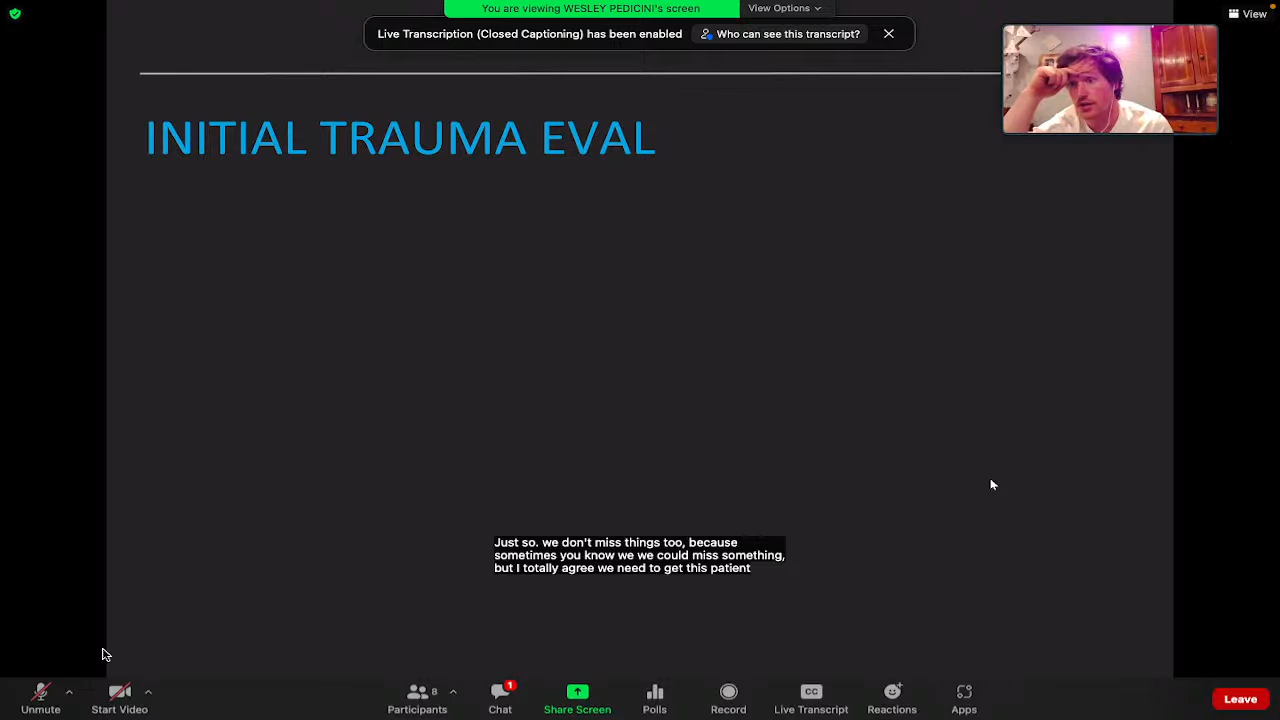 You are viewing WESLEY PEDICINI's screen
View Options
View
Live Transcription (Closed Captioning) has been enabled
Who can see this transcript?
INITIAL TRAUMA EVAL
Just so. we don't miss things too, because
sometimes you know we we could miss something,
but I totally agree we need to get this patient
8
1
CC
Unmute
Start Video
Participants
Chat
Share Screen
Polls
Record
Live Transcript
Reactions
Apps
Leave